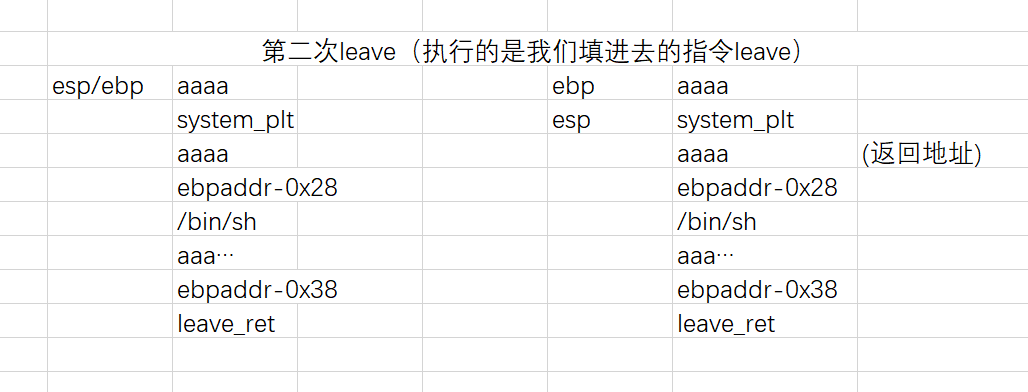 第二次leave（执行的是我们填进去的指令leave）
esp/ebp aaaa ebp aaaa
system_plt esp system_plt
aaaa aaaa (返回地址)
ebpaddr-0x28 ebpaddr-0x28
/bin/sh /bin/sh
aaa… aaa…
ebpaddr-0x38 ebpaddr-0x38
leave_ret leave_ret